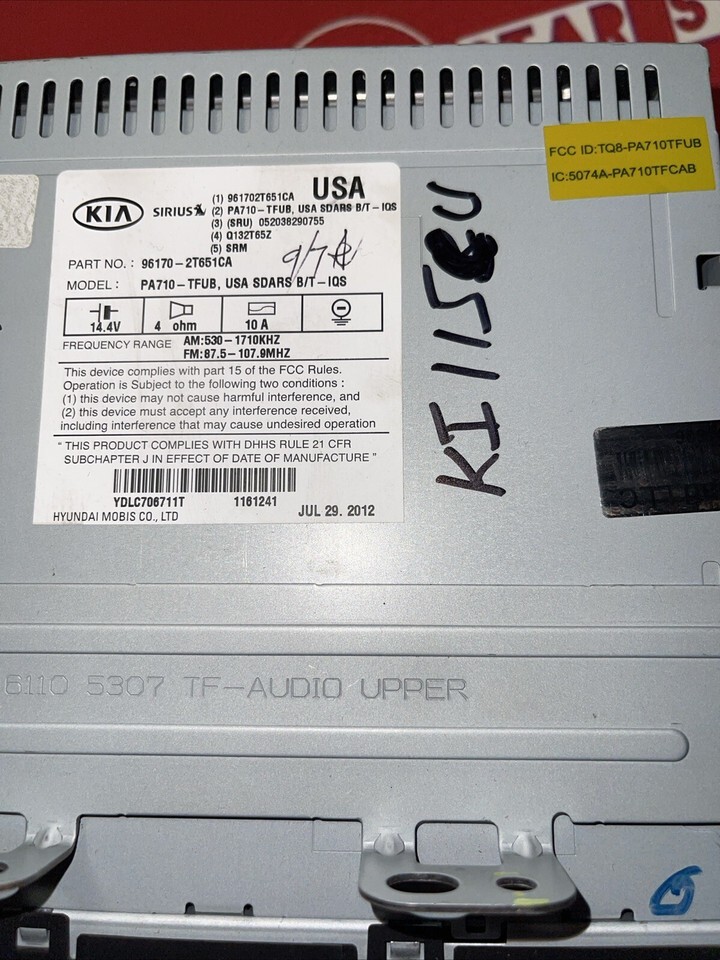 FCC ID:TQ8-PA710TFUB
IC:5074A-PA710TFCAB
KIA
SIRIUS
USA
(1) 961702T651CA
(2) PA710-TFUB, USA SDARS B/T-IQS
(3) (SRU) 052038290755
(4) Q132T65Z
(5) SRM
PART NO. : 96170-2T651CA
MODEL : PA710-TFUB, USA SDARS B/T-IQS
14.4V 4 ohm 10 A
FREQUENCY RANGE AM:530-1710KHZ
FM:87.5-107.9MHZ
This device complies with part 15 of the FCC Rules.
Operation is Subject to the following two conditions :
(1) this device may not cause harmful interference, and
(2) this device must accept any interference received,
including interference that may cause undesired operation
" THIS PRODUCT COMPLIES WITH DHHS RULE 21 CFR
SUBCHAPTER J IN EFFECT OF DATE OF MANUFACTURE "
YDLC706711T 1161241
HYUNDAI MOBIS CO., LTD JUL 29. 2012
6110 5307 TF-AUDIO UPPER